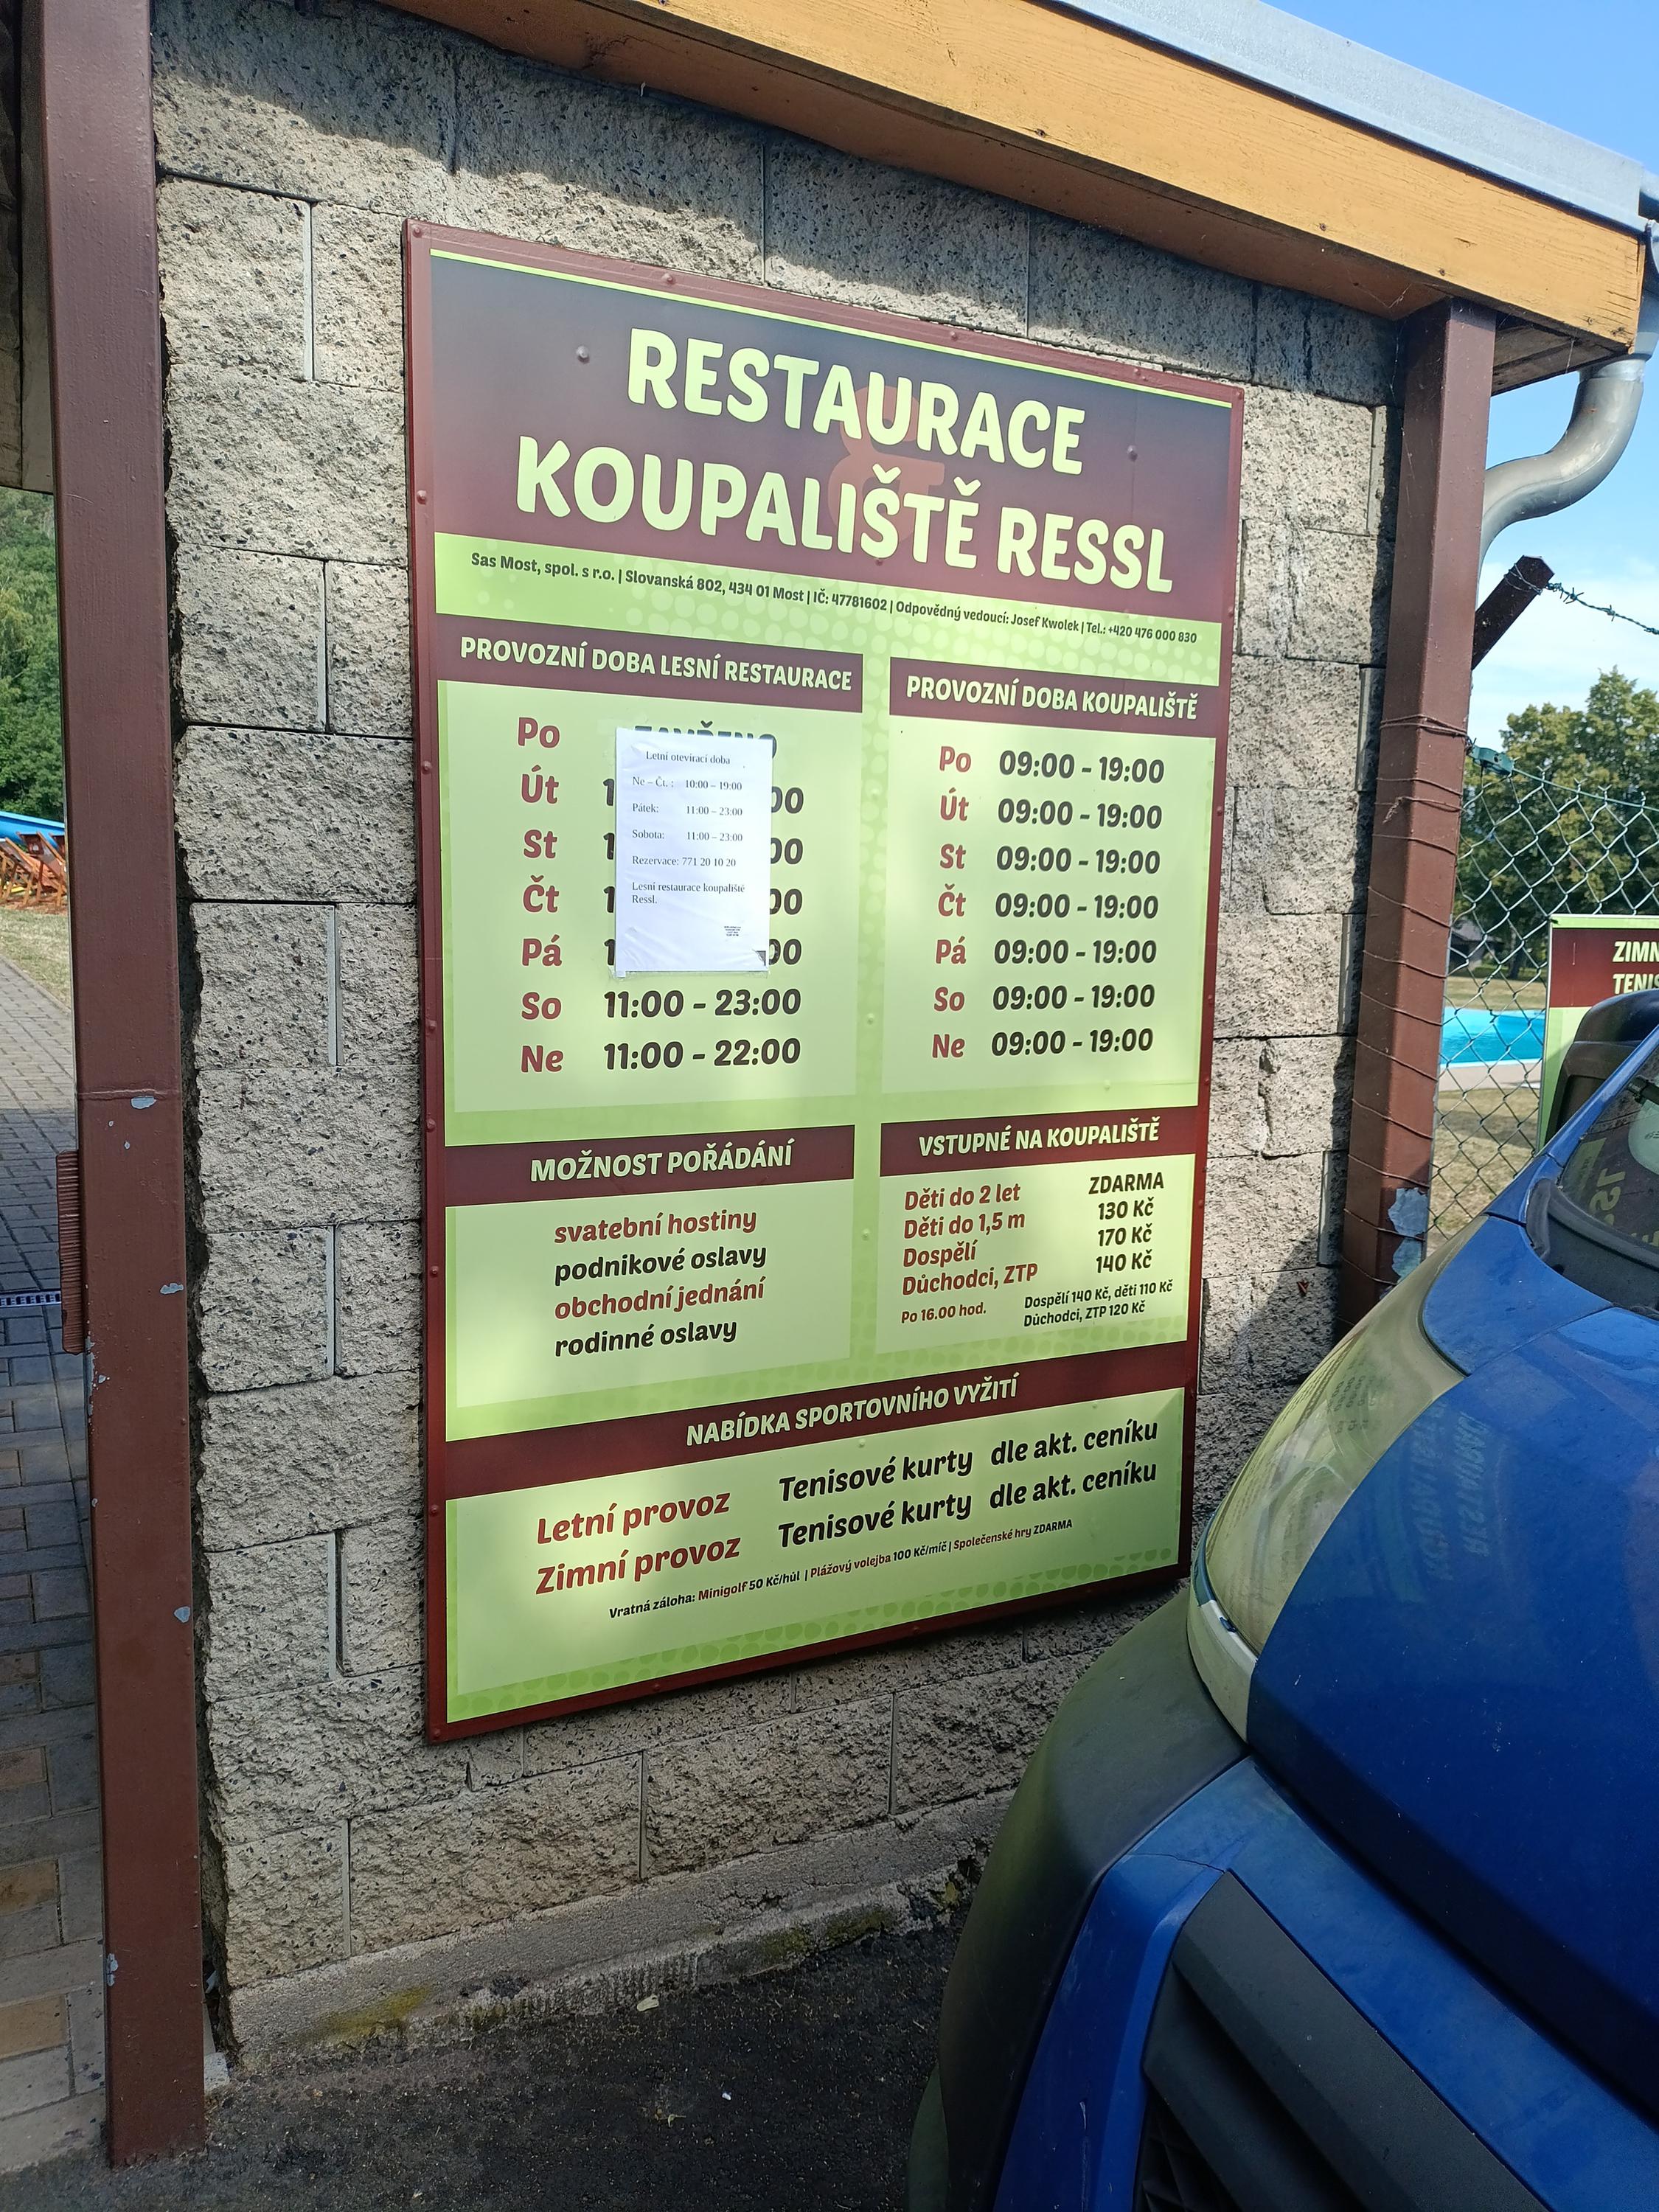 RESTAURACE
KOUPALIŠTĚ RESSL
Sas Most, spol. s r.o. | Slovanská 802, 434 01 Most | IČ: 47781602 | Odpovědný vedoucí: Josef Kwolek | Tel.: +420 476 000 830
PROVOZNÍ DOBA LESNÍ RESTAURACE
Po
Út
St
Čt
Pá
So 11:00 - 23:00
Ne 11:00 - 22:00
Letní otevírací doba
Ne – Čt. : 10:00 – 19:00
Pátek: 11:00 – 23:00
Sobota: 11:00 – 23:00
Rezervace: 771 20 10 20
Lesní restaurace koupaliště
Ressl.
PROVOZNÍ DOBA KOUPALIŠTĚ
Po 09:00 - 19:00
Út 09:00 - 19:00
St 09:00 - 19:00
Čt 09:00 - 19:00
Pá 09:00 - 19:00
So 09:00 - 19:00
Ne 09:00 - 19:00
MOŽNOST POŘÁDÁNÍ
svatební hostiny
podnikové oslavy
obchodní jednání
rodinné oslavy
VSTUPNÉ NA KOUPALIŠTĚ
Děti do 2 let ZDARMA
Děti do 1,5 m 130 Kč
Dospělí 170 Kč
Důchodci, ZTP 140 Kč
Po 16.00 hod. Dospělí 140 Kč, děti 110 Kč
Důchodci, ZTP 120 Kč
NABÍDKA SPORTOVNÍHO VYŽITÍ
Letní provoz Tenisové kurty dle akt. ceníku
Zimní provoz Tenisové kurty dle akt. ceníku
Vratná záloha: Minigolf 50 Kč/hůl | Plážový volejba 100 Kč/míč | Společenské hry ZDARMA